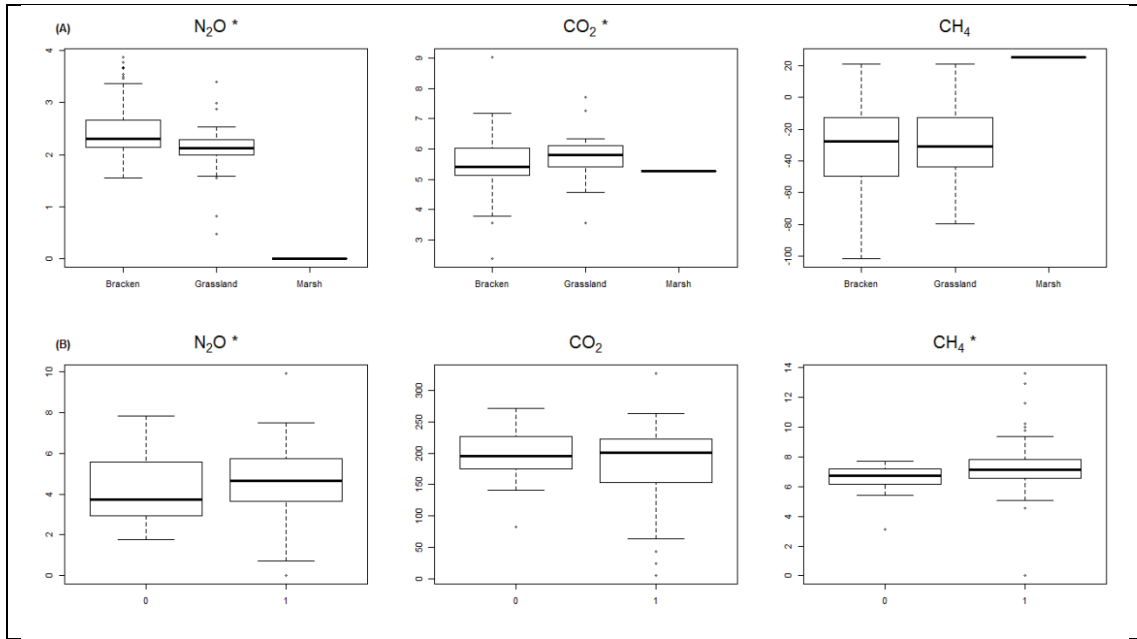 (A) N₂O * CO₂ * CH₄
4 9 20
3 8 0
2 7 -20
1 6 -40
0 5 -60
4 -80
3 -100
Bracken Grassland Marsh Bracken Grassland Marsh Bracken Grassland Marsh
(B) N₂O * CO₂ CH₄ *
10 300 14
8 250 12
6 200 10
4 150 8
2 100 6
0 50 4
0 2
0
0 1 0 1 0 1